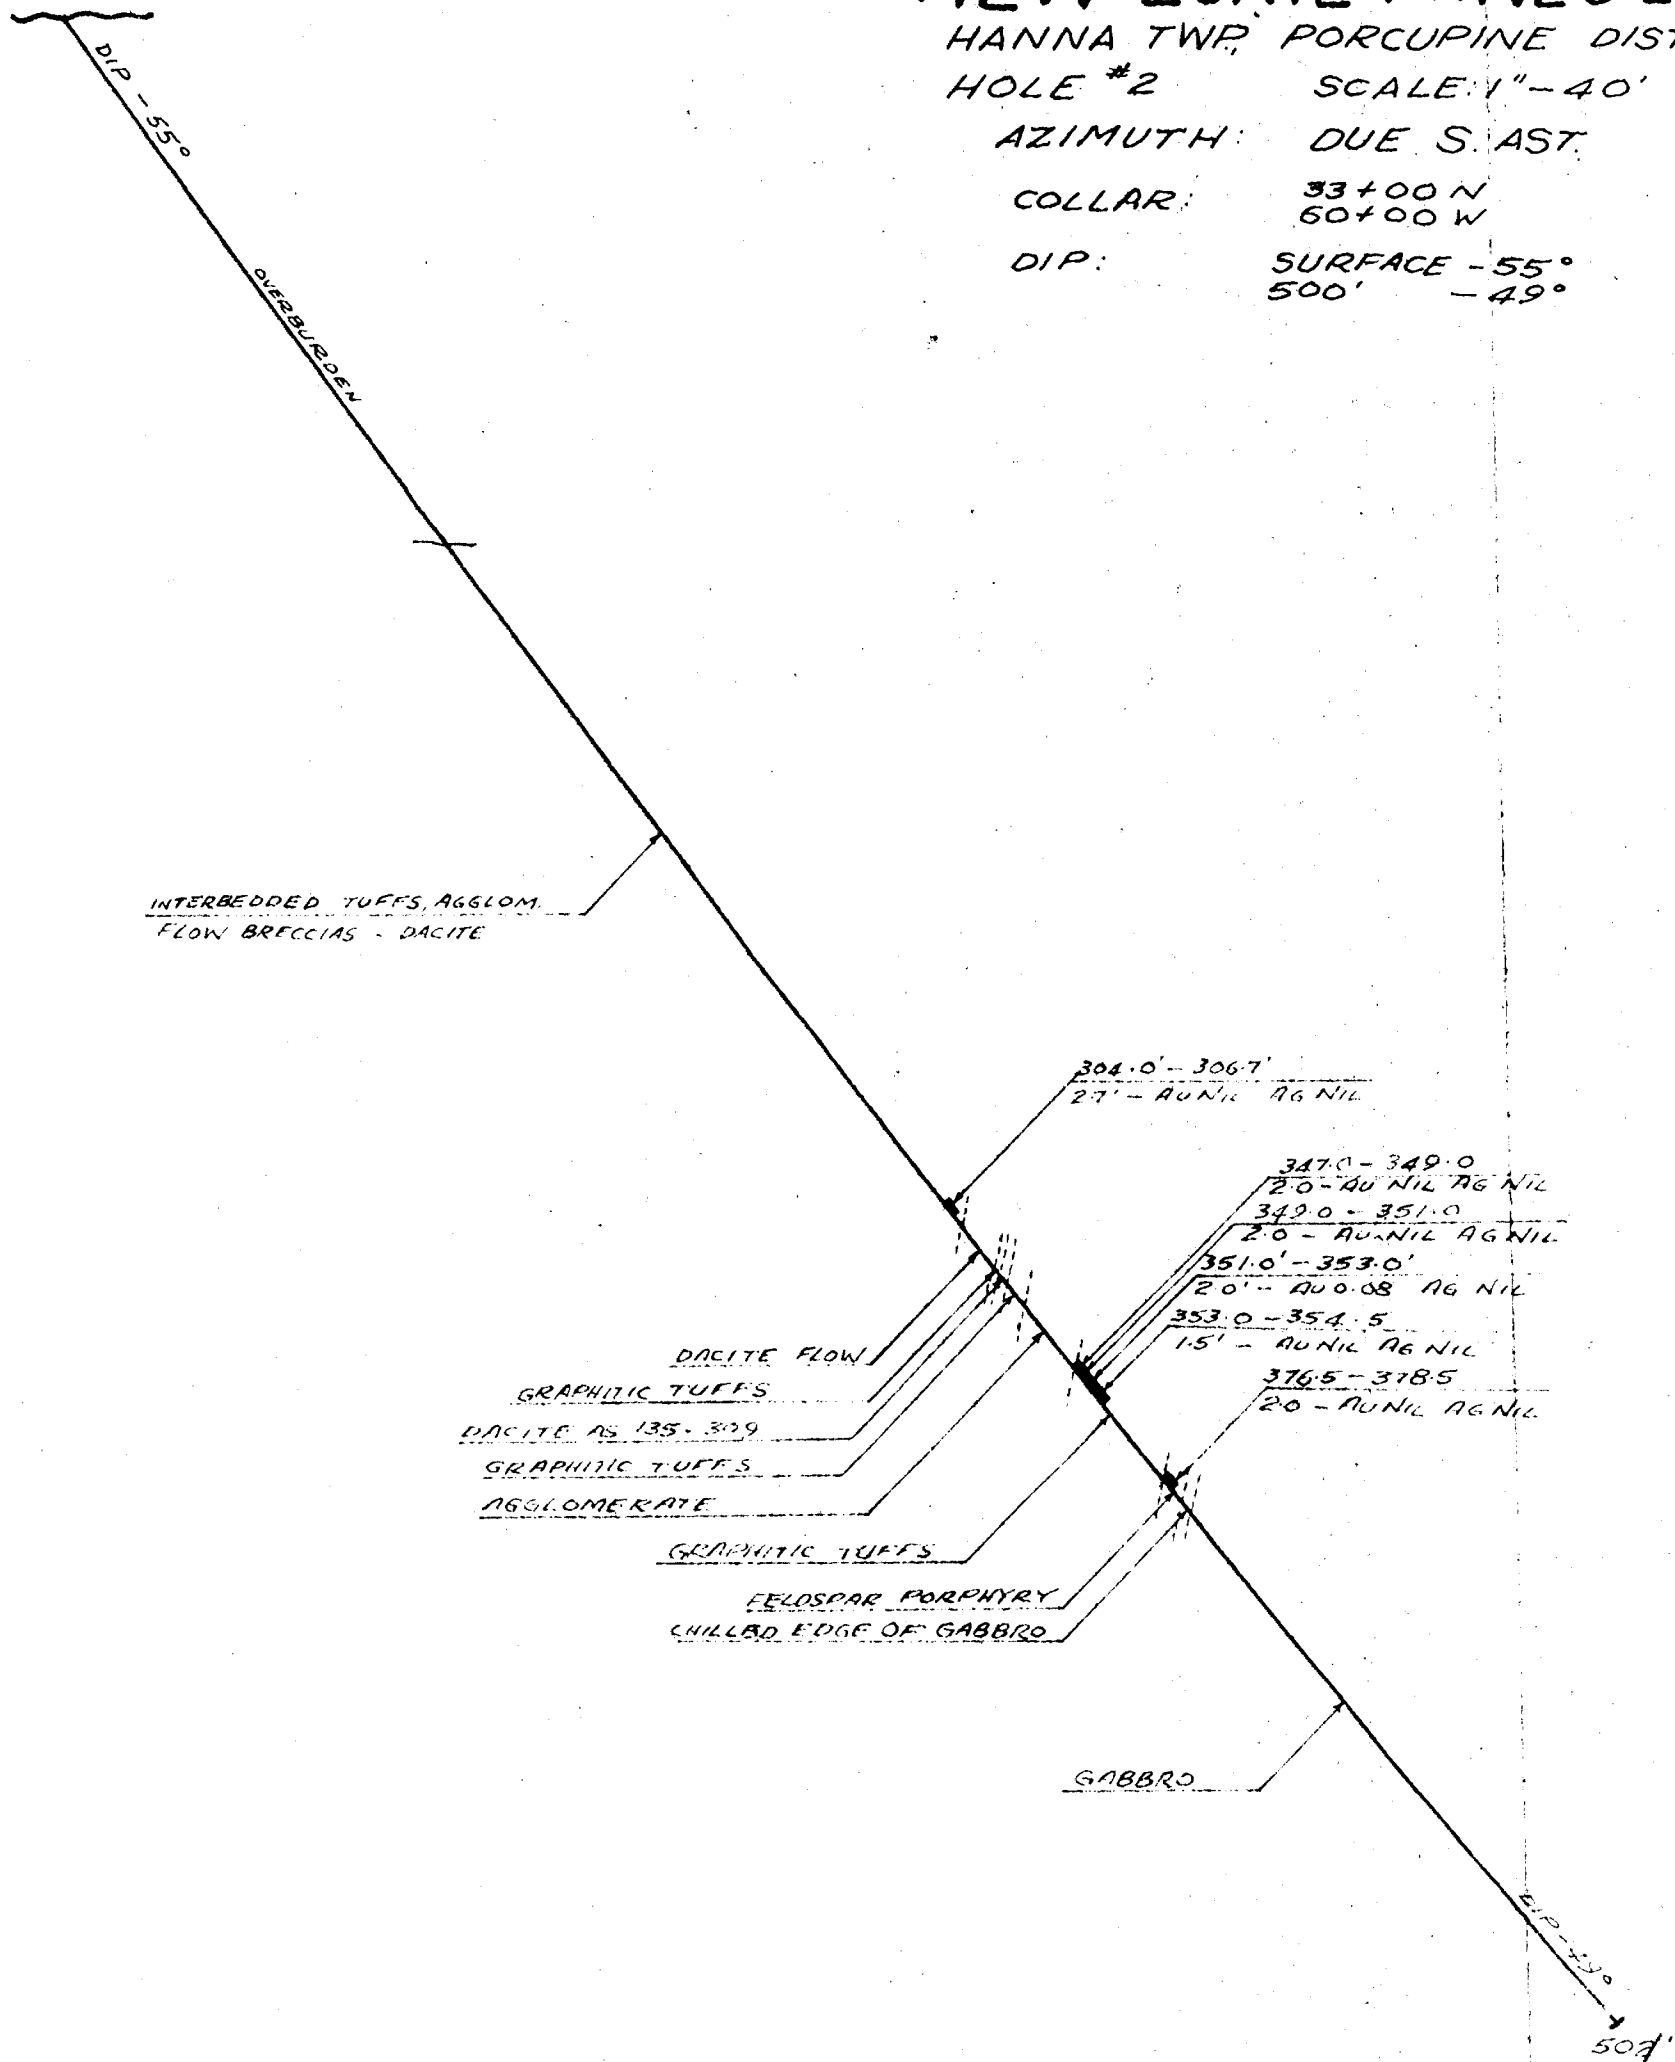 HANNA TWP, PORCUPINE DIST
HOLE #2 SCALE: 1" - 40'
AZIMUTH: DUE S. AST.
COLLAR: 33+00 N
60+00 W
DIP: SURFACE -55°
500' -49°
DIP -55°
OVERBURDEN
INTERBEDDED TUFFS, AGGLOM.
FLOW BRECCIAS - DACITE
304.0' - 306.7'
2.7' - AU NIL AG NIL
347.0 - 349.0
2.0 - AU NIL AG NIL
349.0 - 351.0
2.0 - AU NIL AG NIL
351.0' - 353.0'
2.0' - AU 0.08 AG NIL
353.0 - 354.5
1.5' - AU NIL AG NIL
376.5 - 378.5
2.0 - AU NIL AG NIL
DACITE FLOW
GRAPHITIC TUFFS
DACITE AS 135-309
GRAPHITIC TUFFS
AGGLOMERATE
GRAPHITIC TUFFS
FELDSPAR PORPHYRY
CHILLED EDGE OF GABBRO
GABBRO
DIP -49°